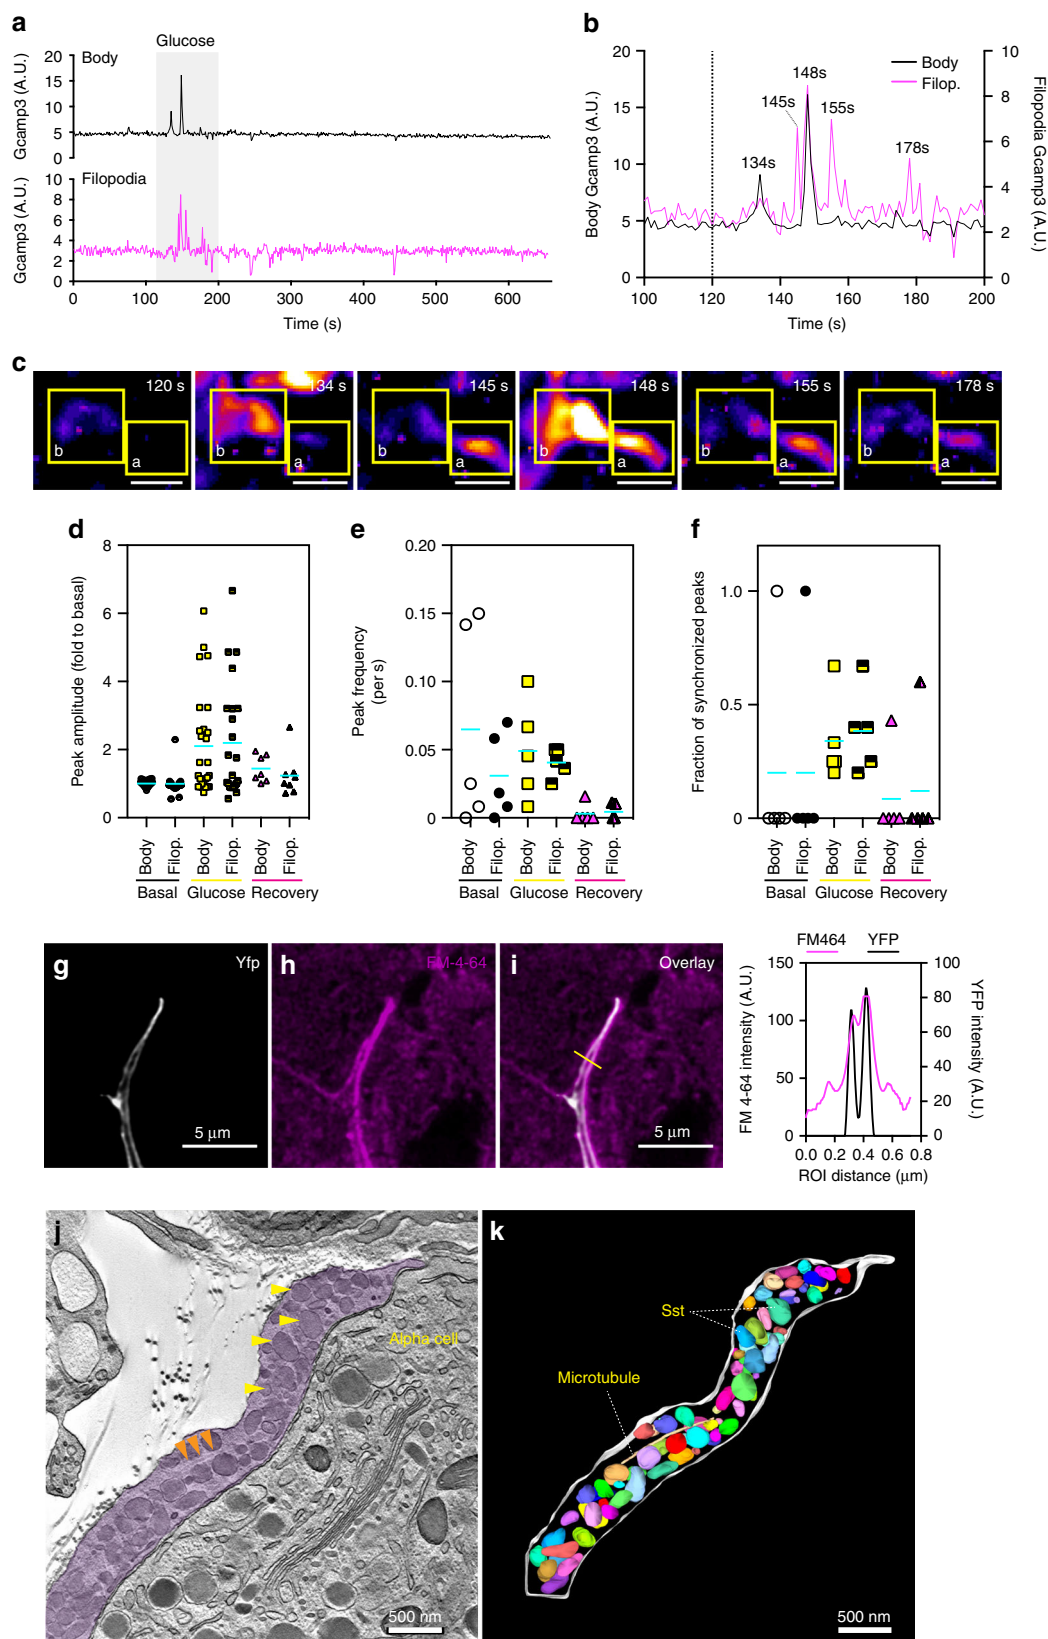 a
Glucose
Body
Gcamp3 (A.U.)
20
15
10
5
0
Filopodia
Gcamp3 (A.U.)
10
8
6
4
2
0
0 100 200 300 400 500 600
Time (s)
b
Body
Filop.
148s
145s
155s
134s
178s
Body Gcamp3 (A.U.)
20
15
10
5
0
Filopodia Gcamp3 (A.U.)
10
8
6
4
2
0
100 120 140 160 180 200
Time (s)
c
120 s
b
a
134 s
b
a
145 s
b
a
148 s
b
a
155 s
b
a
178 s
b
a
d
Peak amplitude (fold to basal)
8
6
4
2
0
Body Filop. Body Filop. Body Filop.
Basal Glucose Recovery
e
Peak frequency
(per s)
0.20
0.15
0.10
0.05
0
Body Filop. Body Filop. Body Filop.
Basal Glucose Recovery
f
Fraction of synchronized peaks
1.0
0.5
0
Body Filop. Body Filop. Body Filop.
Basal Glucose Recovery
g
Yfp
5 µm
h
FM-4-64
i
Overlay
5 µm
FM464 YFP
FM 4-64 intensity (A.U.)
150
100
50
0
YFP intensity (A.U.)
100
80
60
40
20
0
0.0 0.2 0.4 0.6 0.8
ROI distance (µm)
j
Alpha cell
500 nm
k
Sst
Microtubule
500 nm